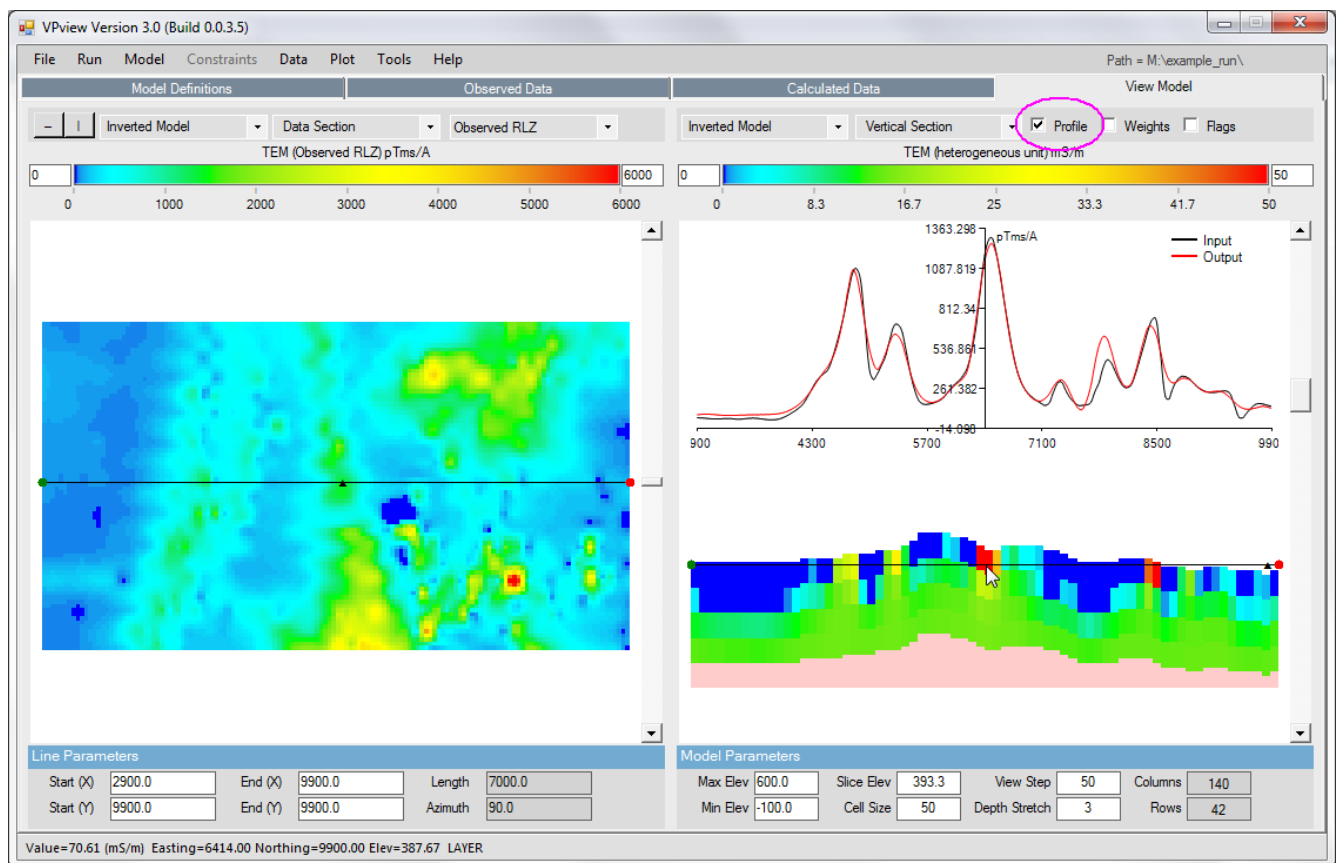 VPview Version 3.0 (Build 0.0.3.5)
File Run Model Constraints Data Plot Tools Help Path = M:\example_run\
Model Definitions Observed Data Calculated Data View Model
Inverted Model Data Section Observed RLZ Inverted Model Vertical Section Profile Weights Flags
TEM (Observed RLZ) pTms/A TEM (heterogeneous unit) mS/m
0 6000 0 50
0 1000 2000 3000 4000 5000 6000 0 8.3 16.7 25 33.3 41.7 50
1363.298 pTms/A
Input
Output
1087.819
812.34
536.861
261.382
-14.098
900 4300 5700 7100 8500 990
Line Parameters Model Parameters
Start (X) 2900.0 End (X) 9900.0 Length 7000.0 Max Elev 600.0 Slice Elev 393.3 View Step 50 Columns 140
Start (Y) 9900.0 End (Y) 9900.0 Azimuth 90.0 Min Elev -100.0 Cell Size 50 Depth Stretch 3 Rows 42
Value=70.61 (mS/m) Easting=6414.00 Northing=9900.00 Elev=387.67 LAYER